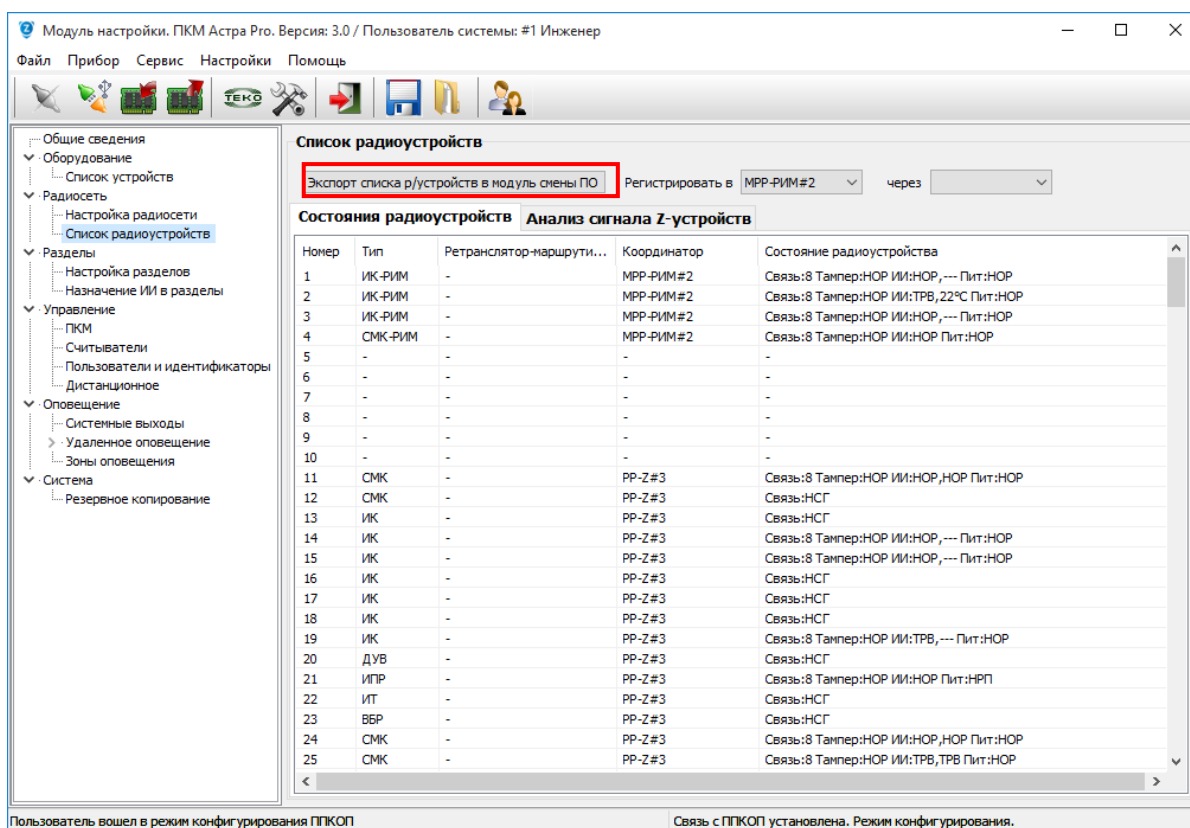 Модуль настройки. ПКМ Астра Pro. Версия: 3.0 / Пользователь системы: #1 Инженер
Файл Прибор Сервис Настройки Помощь
ТЕКО
Общие сведения
Оборудование
Список устройств
Радиосеть
Настройка радиосети
Список радиоустройств
Разделы
Настройка разделов
Назначение ИИ в разделы
Управление
ПКМ
Считыватели
Пользователи и идентификаторы
Дистанционное
Оповещение
Системные выходы
Удаленное оповещение
Зоны оповещения
Система
Резервное копирование
Список радиоустройств
Экспорт списка р/устройств в модуль смены ПО Регистрировать в МРР-РИМ#2 через
Состояния радиоустройств Анализ сигнала Z-устройств
Номер Тип Ретранслятор-маршрути... Координатор Состояние радиоустройства
1 ИК-РИМ - МРР-РИМ#2 Связь:8 Тампер:НОР ИИ:НОР,--- Пит:НОР
2 ИК-РИМ - МРР-РИМ#2 Связь:8 Тампер:НОР ИИ:ТРВ,22°C Пит:НОР
3 ИК-РИМ - МРР-РИМ#2 Связь:8 Тампер:НОР ИИ:НОР,--- Пит:НОР
4 СМК-РИМ - МРР-РИМ#2 Связь:8 Тампер:НОР ИИ:НОР Пит:НОР
5 - - - -
6 - - - -
7 - - - -
8 - - - -
9 - - - -
10 - - - -
11 СМК - РР-Z#3 Связь:8 Тампер:НОР ИИ:НОР,НОР Пит:НОР
12 СМК - РР-Z#3 Связь:НСГ
13 ИК - РР-Z#3 Связь:НСГ
14 ИК - РР-Z#3 Связь:8 Тампер:НОР ИИ:НОР,--- Пит:НОР
15 ИК - РР-Z#3 Связь:8 Тампер:НОР ИИ:НОР,--- Пит:НОР
16 ИК - РР-Z#3 Связь:НСГ
17 ИК - РР-Z#3 Связь:НСГ
18 ИК - РР-Z#3 Связь:НСГ
19 ИК - РР-Z#3 Связь:8 Тампер:НОР ИИ:ТРВ,--- Пит:НОР
20 ДУВ - РР-Z#3 Связь:НСГ
21 ИПР - РР-Z#3 Связь:8 Тампер:НОР ИИ:НОР Пит:НРП
22 ИТ - РР-Z#3 Связь:НСГ
23 ВБР - РР-Z#3 Связь:НСГ
24 СМК - РР-Z#3 Связь:8 Тампер:НОР ИИ:НОР,НОР Пит:НОР
25 СМК - РР-Z#3 Связь:8 Тампер:НОР ИИ:ТРВ,ТРВ Пит:НОР
Пользователь вошел в режим конфигурирования ППКОП Связь с ППКОП установлена. Режим конфигурирования.